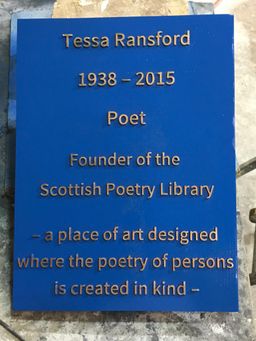 Tessa Ransford
1938 – 2015
Poet
Founder of the
Scottish Poetry Library
– a place of art designed
where the poetry of persons
is created in kind –